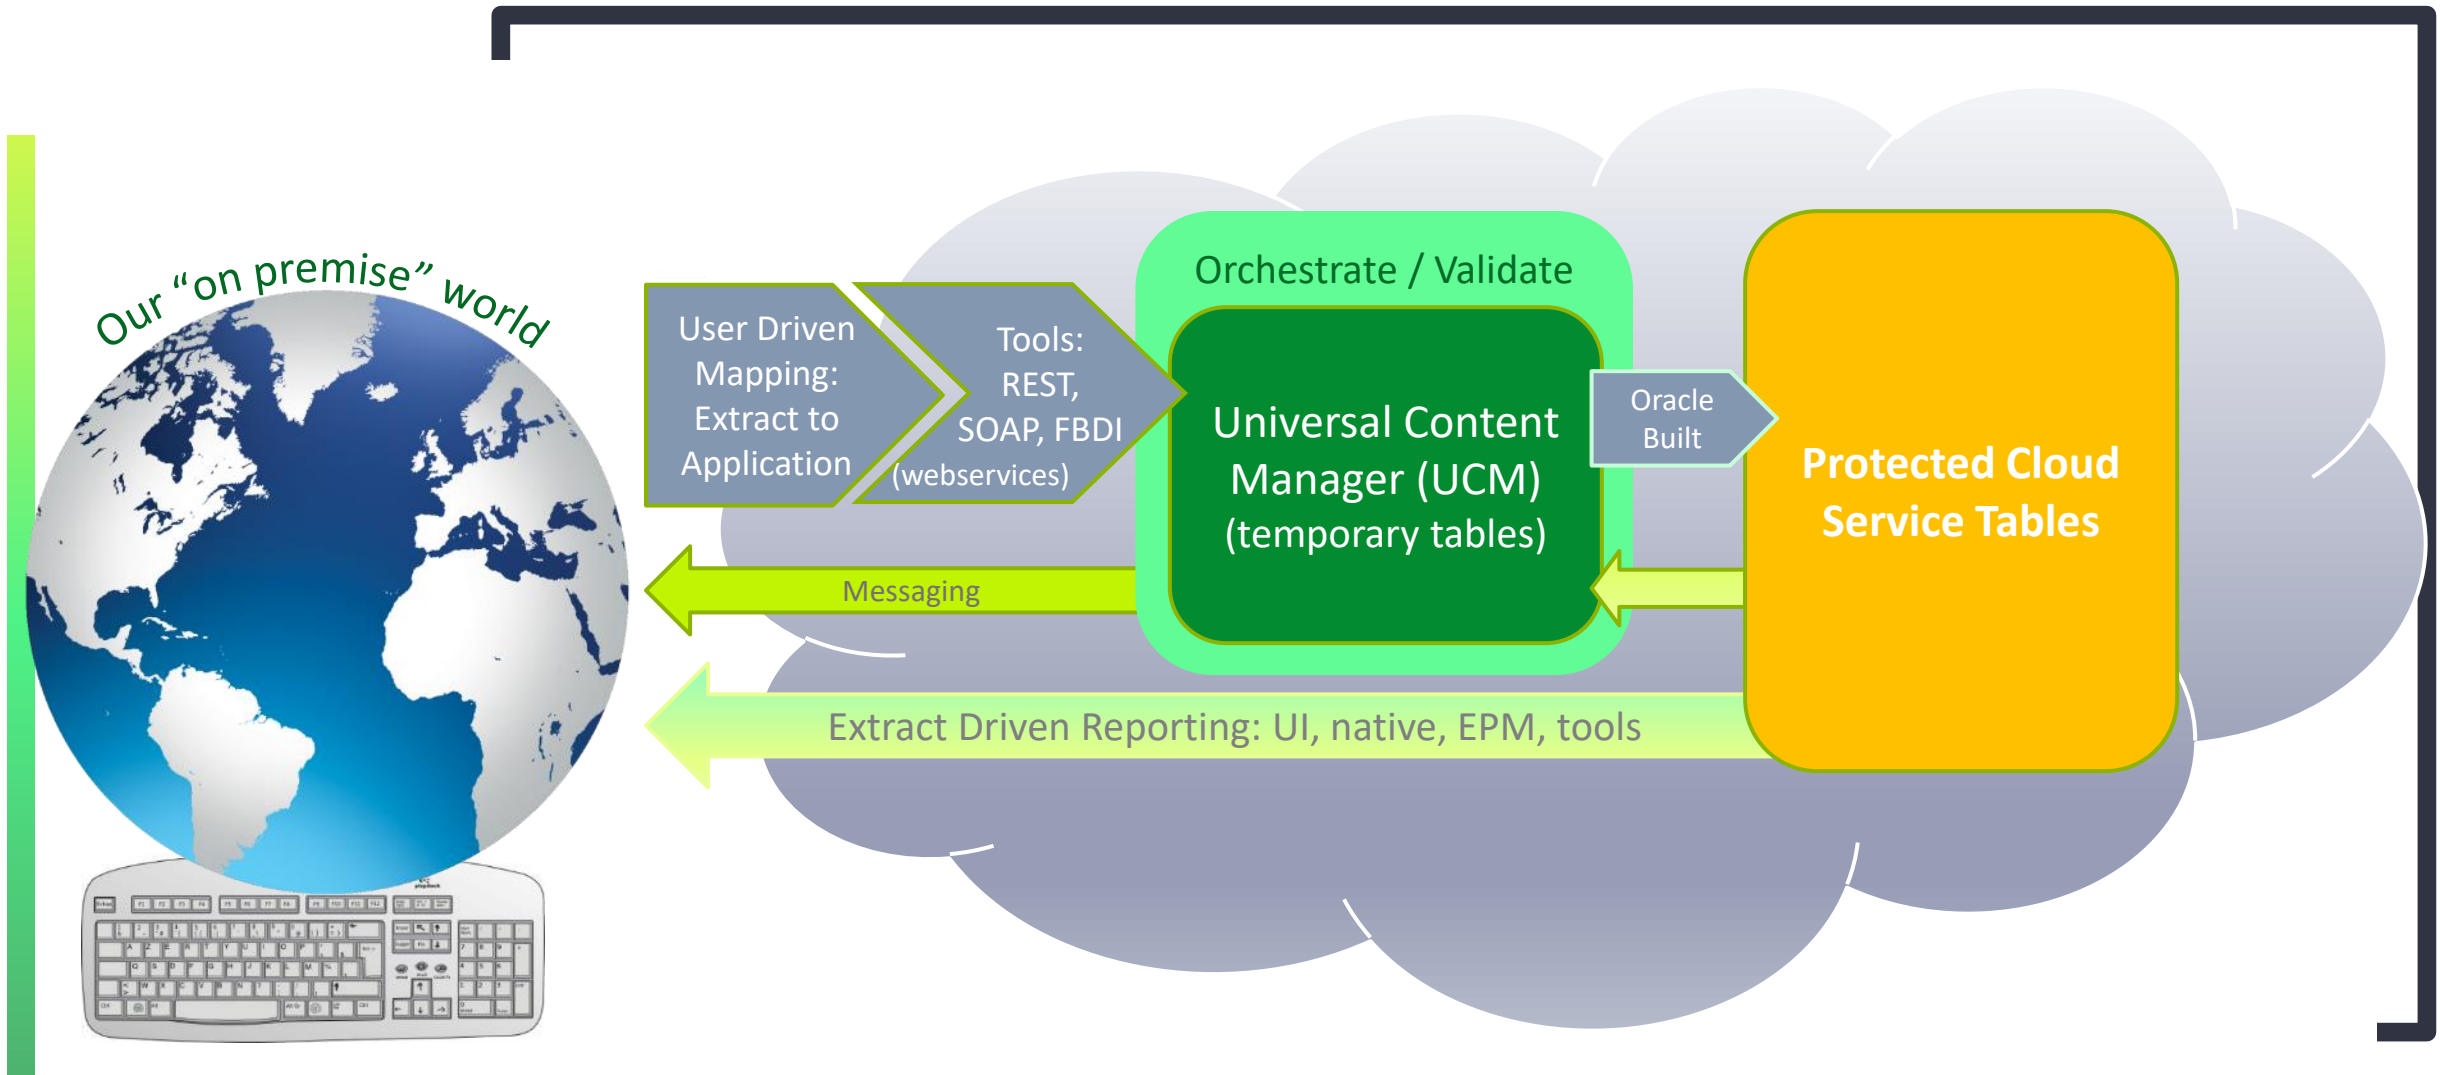 Our “on premise” world
User Driven
Mapping:
Extract to
Application
Tools:
REST,
SOAP, FBDI
(webservices)
Orchestrate / Validate
Universal Content
Manager (UCM)
(temporary tables)
Oracle
Built
Protected Cloud
Service Tables
Messaging
Extract Driven Reporting: UI, native, EPM, tools